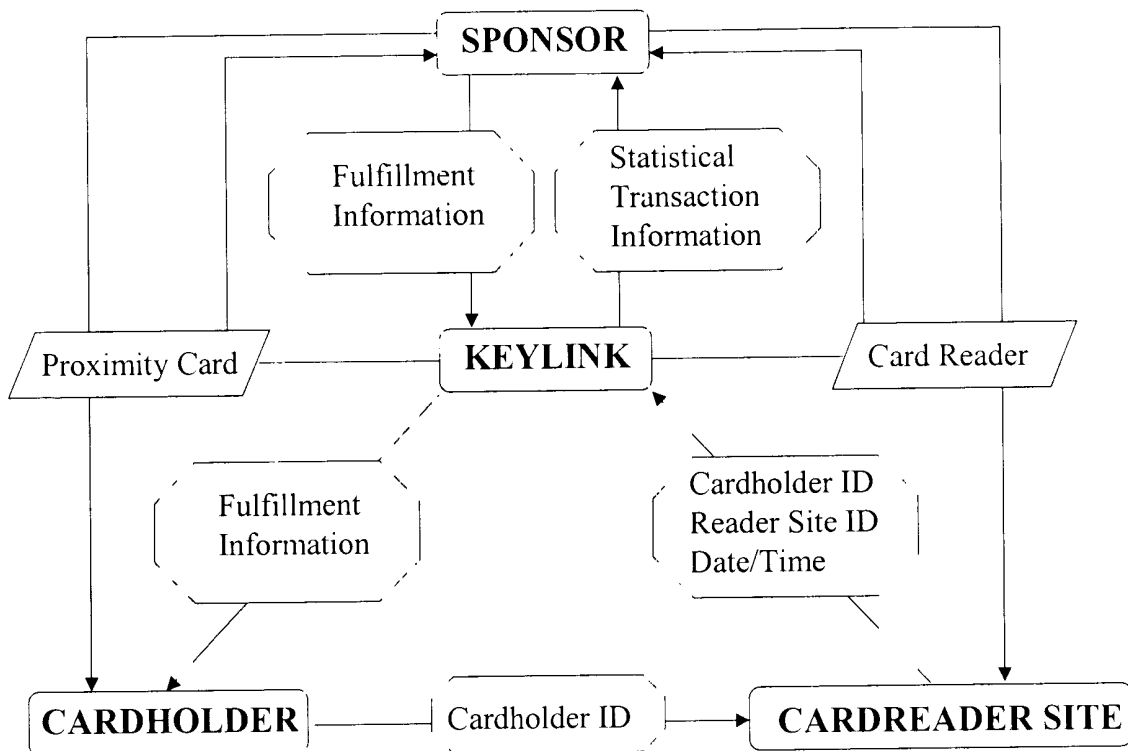 SPONSOR
Fulfillment
Information
Statistical
Transaction
Information
Proximity Card
KEYLINK
Card Reader
Fulfillment
Information
Cardholder ID
Reader Site ID
Date/Time
CARDHOLDER
Cardholder ID
CARDREADER SITE